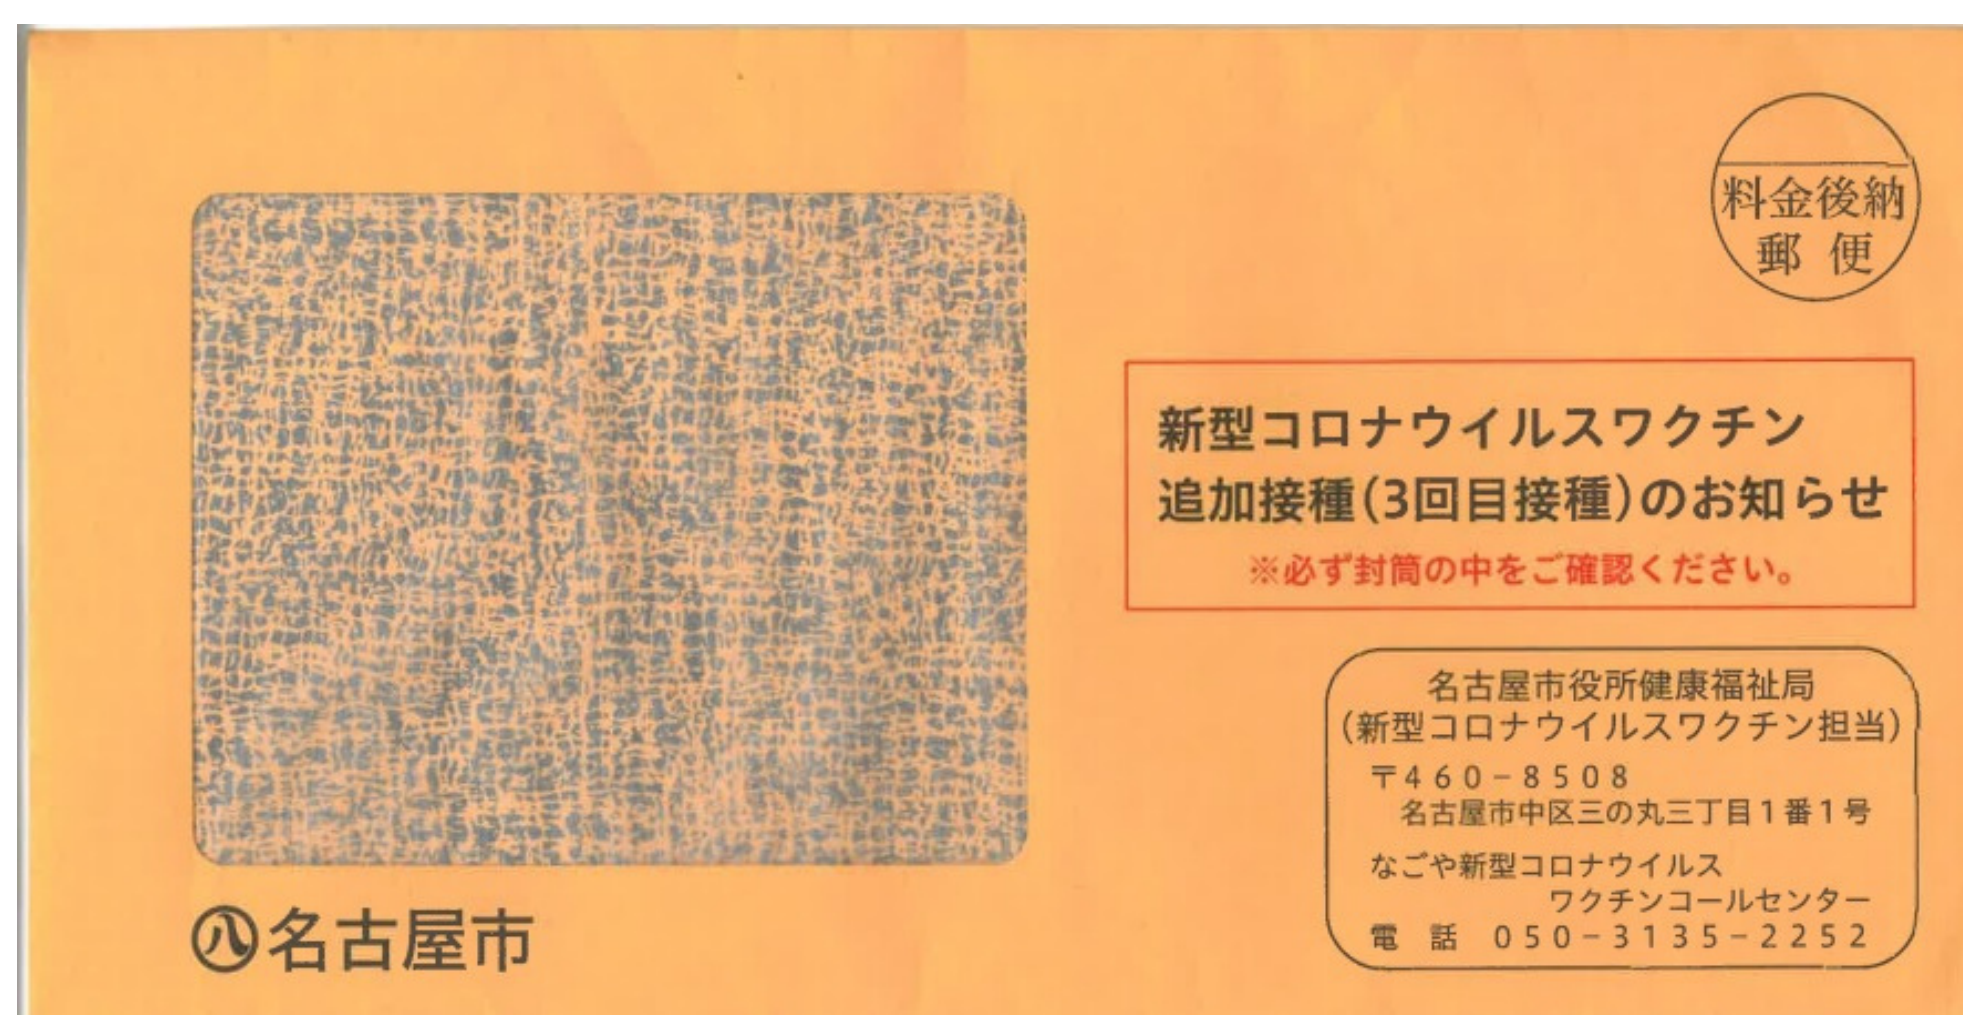 料金後納
郵便
新型コロナウイルスワクチン
追加接種(3回目接種)のお知らせ
※必ず封筒の中をご確認ください。
名古屋市役所健康福祉局
(新型コロナウイルスワクチン担当)
〒460-8508
名古屋市中区三の丸三丁目1番1号
なごや新型コロナウイルス
ワクチンコールセンター
電話 050-3135-2252
㊇名古屋市